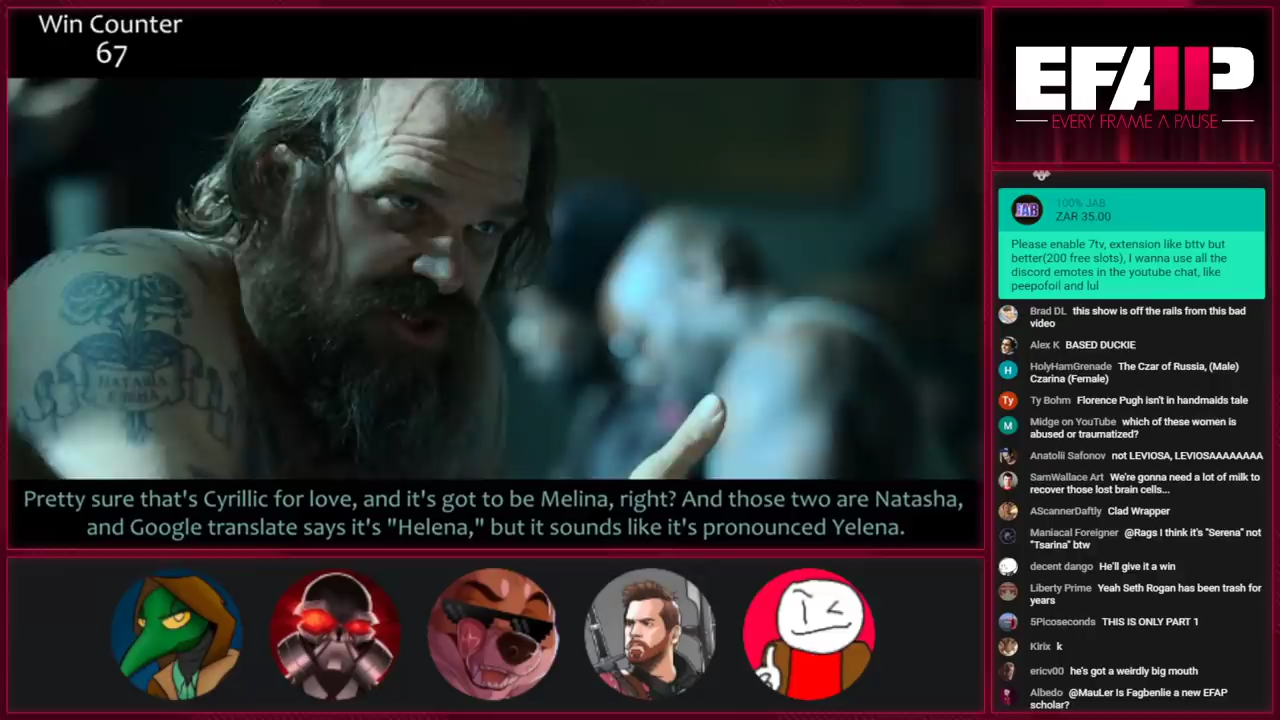 Win Counter
67
Pretty sure that's Cyrillic for love, and it's got to be Melina, right? And those two are Natasha,
and Google translate says it's "Helena," but it sounds like it's pronounced Yelena.
EFAP
EVERY FRAME A PAUSE
JAB
100% JAB
ZAR 35.00
Please enable 7tv, extension like bttv but
better(200 free slots), I wanna use all the
discord emotes in the youtube chat, like
peepofoil and lul
Brad DL this show is off the rails from this bad
video
Alex K BASED DUCKIE
H
HolyHamGrenade The Czar of Russia, (Male)
Czarina (Female)
Ty
Ty Bohm Florence Pugh isn't in handmaids tale
M
Midge on YouTube which of these women is
abused or traumatized?
Anatolii Safonov not LEVIOSA, LEVIOSAAAAAAA
SamWallace Art We're gonna need a lot of milk to
recover those lost brain cells...
AScannerDaftly Clad Wrapper
Maniacal Foreigner @Rags I think it's "Serena" not
"Tsarina" btw
decent dango He'll give it a win
Liberty Prime Yeah Seth Rogan has been trash for
years
5Picoseconds THIS IS ONLY PART 1
Kirix k
ericv00 he's got a weirdly big mouth
Albedo @MauLer Is Fagbenlie a new EFAP
scholar?